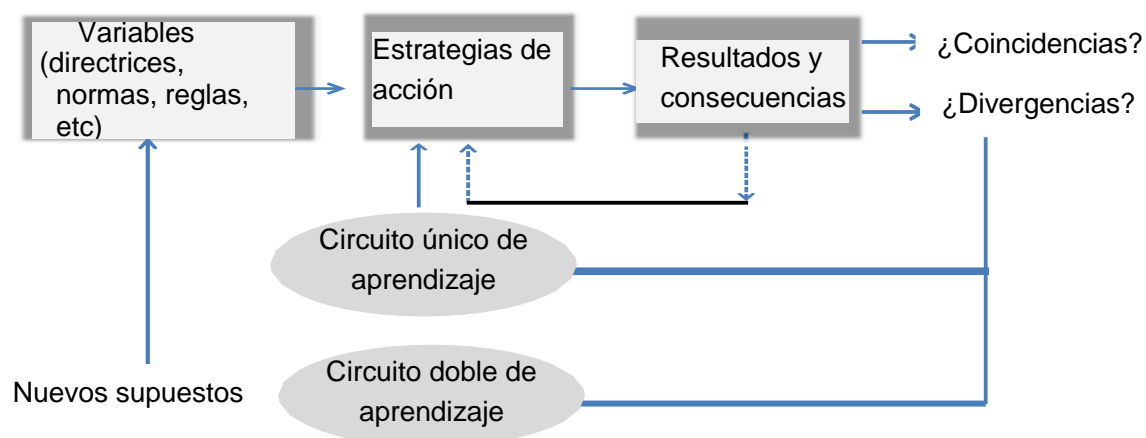 Variables
(directrices,
normas, reglas,
etc)
Estrategias de
acción
Resultados y
consecuencias
¿Coincidencias?
¿Divergencias?
Circuito único de
aprendizaje
Nuevos supuestos
Circuito doble de
aprendizaje